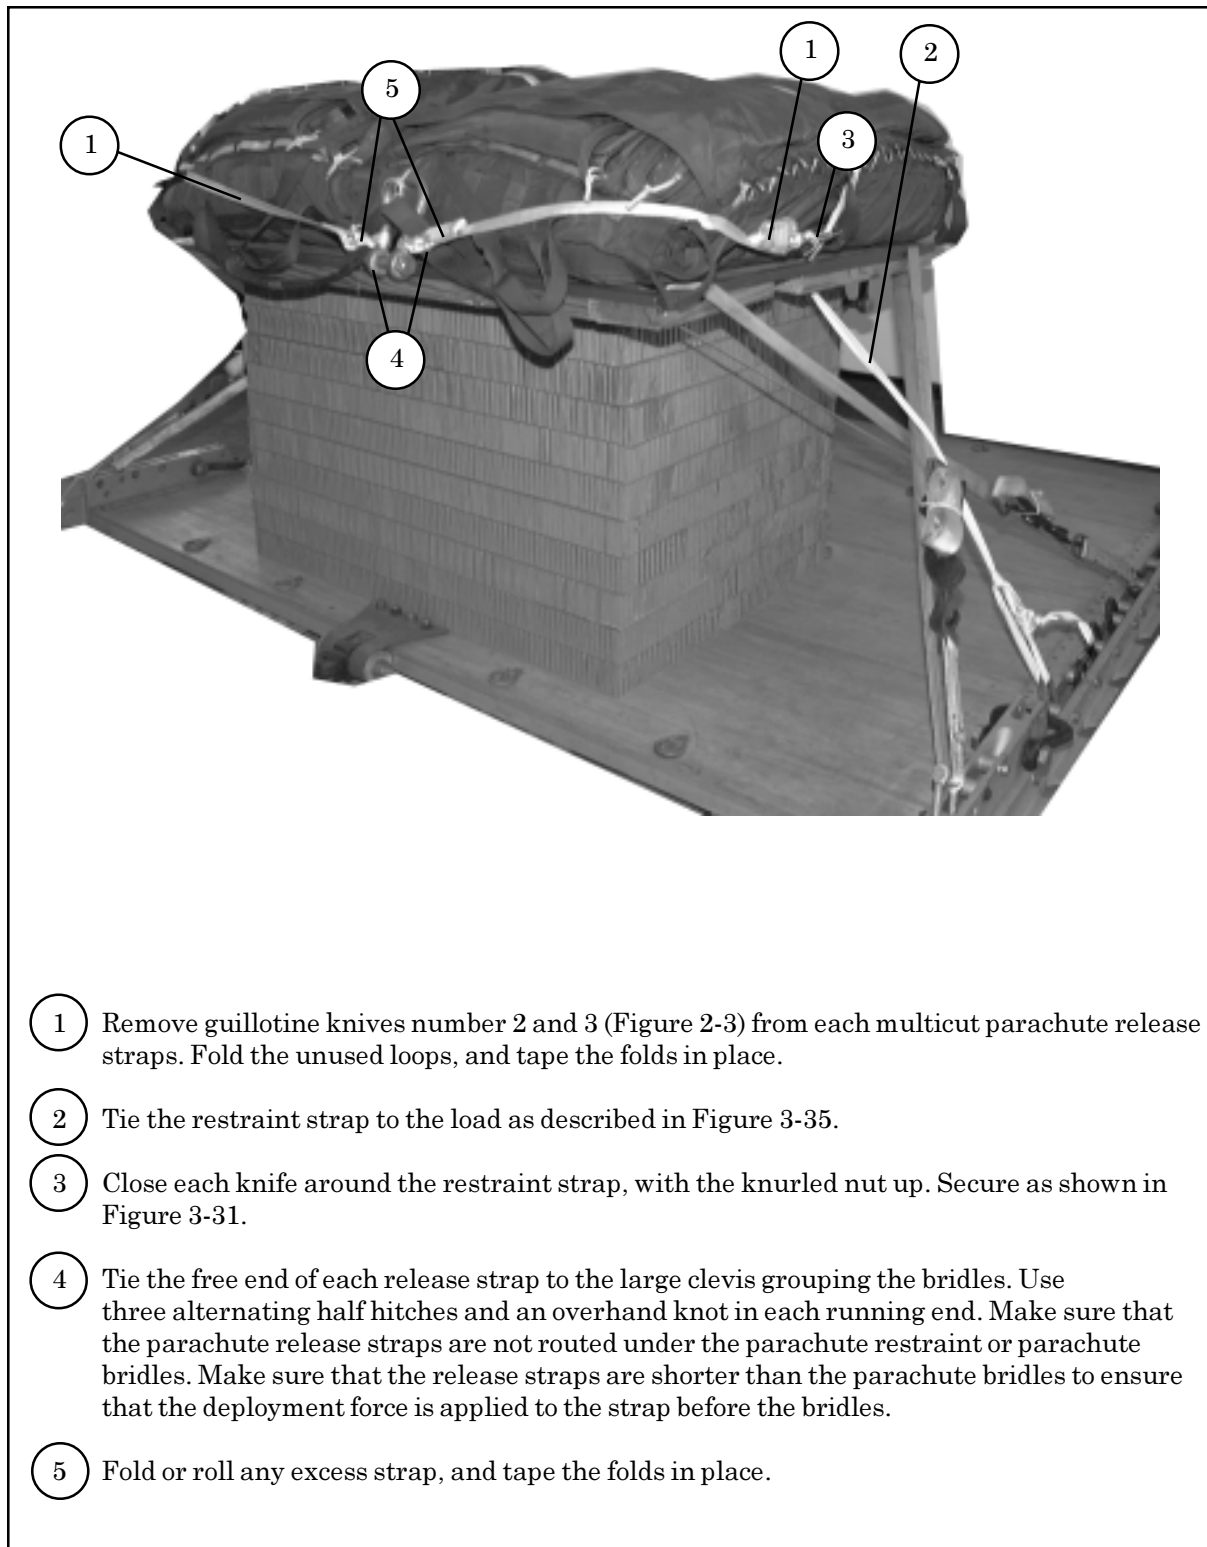 1
2
5
3
1
4
1 Remove guillotine knives number 2 and 3 (Figure 2-3) from each multicut parachute release
straps. Fold the unused loops, and tape the folds in place.
2 Tie the restraint strap to the load as described in Figure 3-35.
3 Close each knife around the restraint strap, with the knurled nut up. Secure as shown in
Figure 3-31.
4 Tie the free end of each release strap to the large clevis grouping the bridles. Use
three alternating half hitches and an overhand knot in each running end. Make sure that
the parachute release straps are not routed under the parachute restraint or parachute
bridles. Make sure that the release straps are shorter than the parachute bridles to ensure
that the deployment force is applied to the strap before the bridles.
5 Fold or roll any excess strap, and tape the folds in place.